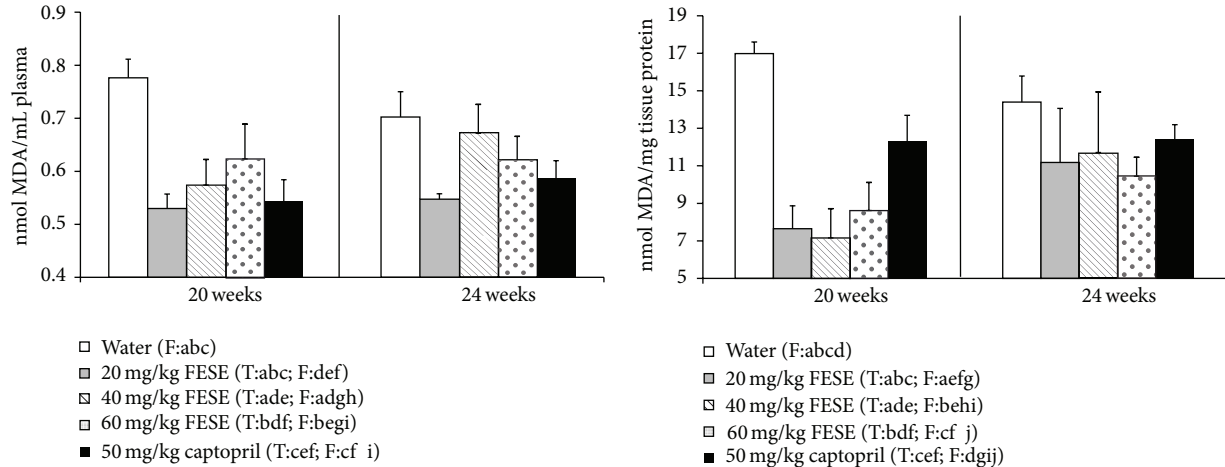 nmol MDA/mL plasma
0.9
0.8
0.7
0.6
0.5
0.4
20 weeks
24 weeks
Water (F:abc)
20 mg/kg FESE (T:abc; F:def)
40 mg/kg FESE (T:ade; F:adgh)
60 mg/kg FESE (T:bdf; F:begi)
50 mg/kg captopril (T:cef; F:cf i)
nmol MDA/mg tissue protein
17
15
13
11
9
7
5
20 weeks
24 weeks
Water (F:abcd)
20 mg/kg FESE (T:abc; F:aefg)
40 mg/kg FESE (T:ade; F:behi)
60 mg/kg FESE (T:bdf; F:cf j)
50 mg/kg captopril (T:cef; F:dgij)